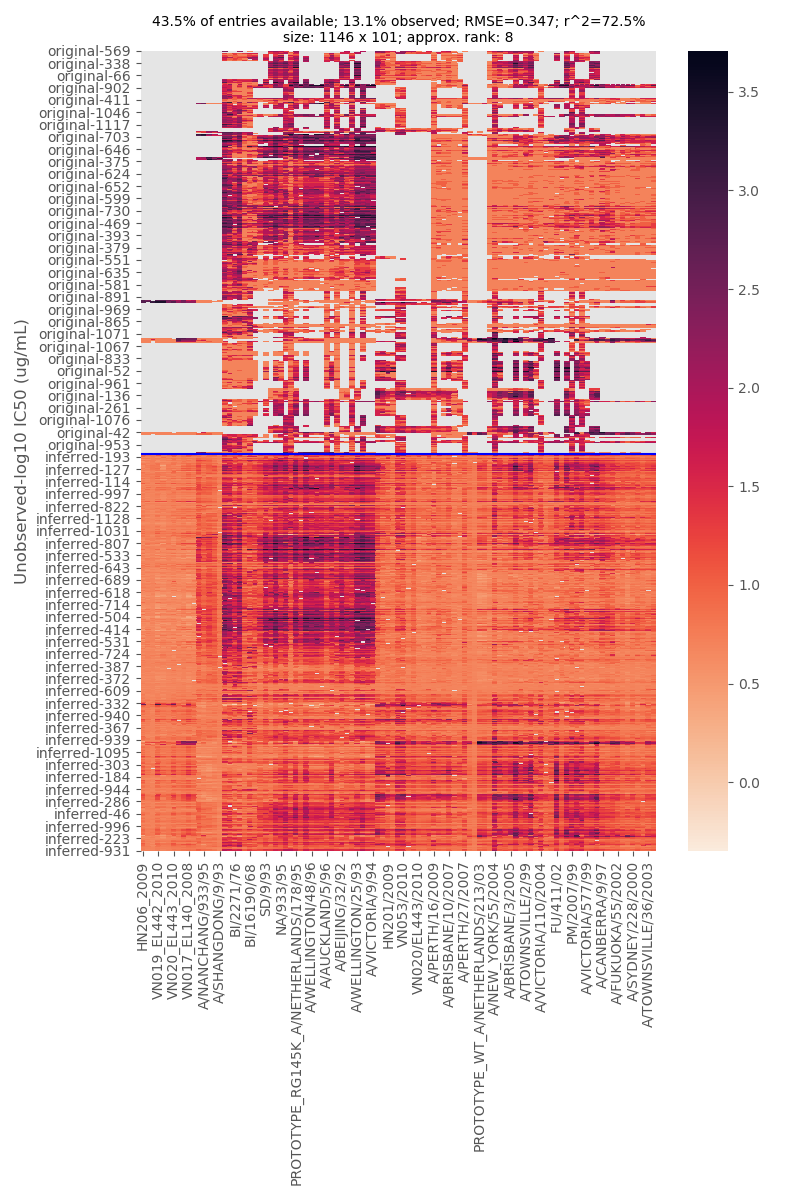 43.5% of entries available; 13.1% observed; RMSE=0.347; r^2=72.5%
size: 1146 x 101; approx. rank: 8
Unobserved-log10 IC50 (ug/mL)
original-569
original-338
original-66
original-902
original-411
original-1046
original-1117
original-703
original-646
original-375
original-624
original-652
original-599
original-730
original-469
original-393
original-379
original-551
original-635
original-581
original-891
original-969
original-865
original-1071
original-1067
original-833
original-52
original-961
original-136
original-261
original-1076
original-42
original-953
inferred-193
inferred-127
inferred-114
inferred-997
inferred-822
inferred-1128
inferred-1031
inferred-807
inferred-533
inferred-643
inferred-689
inferred-618
inferred-714
inferred-504
inferred-414
inferred-531
inferred-724
inferred-387
inferred-372
inferred-609
inferred-332
inferred-940
inferred-367
inferred-939
inferred-1095
inferred-303
inferred-184
inferred-944
inferred-286
inferred-46
inferred-996
inferred-223
inferred-931
HN206_2009
VN019_EL442_2010
VN020_EL443_2010
VN017_EL140_2008
A/NANCHANG/933/95
A/SHANGDONG/9/93
BI/2271/76
BI/16190/68
SD/9/93
NA/933/95
PROTOTYPE_RG145K_A/NETHERLANDS/178/95
A/WELLINGTON/48/96
A/AUCKLAND/5/96
A/BEIJING/32/92
A/WELLINGTON/25/93
A/VICTORIA/9/94
HN201/2009
VN053/2010
VN020/EL443/2010
A/PERTH/16/2009
A/BRISBANE/10/2007
A/PERTH/27/2007
PROTOTYPE_WT_A/NETHERLANDS/213/03
A/NEW_YORK/55/2004
A/BRISBANE/3/2005
A/TOWNSVILLE/2/99
A/VICTORIA/110/2004
FU/411/02
PM/2007/99
A/VICTORIA/577/99
A/CANBERRA/9/97
A/FUKUOKA/55/2002
A/SYDNEY/228/2000
A/TOWNSVILLE/36/2003
3.5
3.0
2.5
2.0
1.5
1.0
0.5
0.0